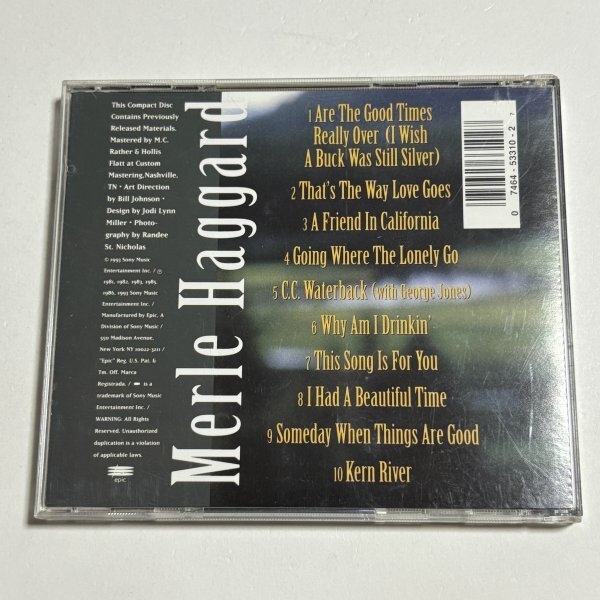 This Compact Disc
Contains Previously
Released Materials.
Mastered by M.C.
Rather & Hollis
Flatt at Custom
Mastering, Nashville,
TN • Art Direction
by Bill Johnson •
Design by Jodi Lynn
Miller • Photo-
graphy by Randee
St. Nicholas
© 1993 Sony Music
Entertainment Inc. / ℗
1981, 1982, 1983, 1985,
1986, 1993 Sony Music
Entertainment Inc. /
Manufactured by Epic, A
Division of Sony Music /
550 Madison Avenue,
New York NY 10022-3211 /
"Epic" Reg. U.S. Pat. &
Tm. Off. Marca
Registrada. / is a
trademark of Sony Music
Entertainment Inc. /
WARNING: All Rights
Reserved. Unauthorized
duplication is a violation
of applicable laws.
epic
Merle Haggard
1 Are The Good Times
Really Over (I Wish
A Buck Was Still Silver)
2 That's The Way Love Goes
3 A Friend In California
4 Going Where The Lonely Go
5 C.C. Waterback (with George Jones)
6 Why Am I Drinkin'
7 This Song Is For You
8 I Had A Beautiful Time
9 Someday When Things Are Good
10 Kern River
0 7464-53310-2 7